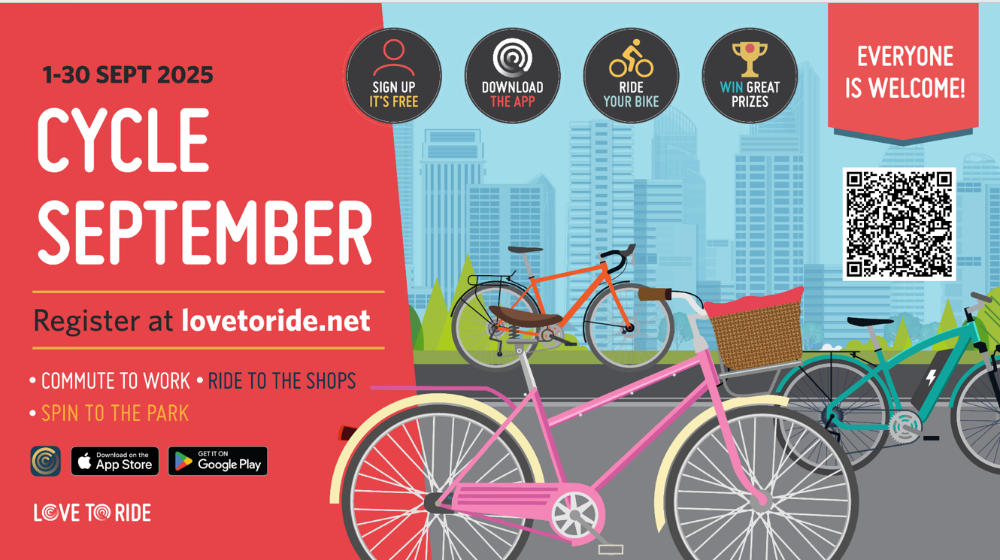 1-30 SEPT 2025
CYCLE
SEPTEMBER
Register at lovetoride.net
• COMMUTE TO WORK • RIDE TO THE SHOPS
• SPIN TO THE PARK
Download on the
App Store
GET IT ON
Google Play
LOVE TO RIDE
SIGN UP
IT'S FREE
DOWNLOAD
THE APP
RIDE
YOUR BIKE
WIN GREAT
PRIZES
EVERYONE
IS WELCOME!